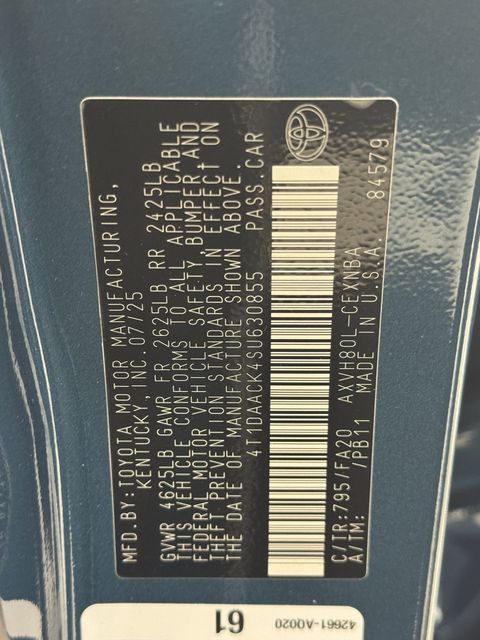 MFD.BY:TOYOTA MOTOR MANUFACTURING,
KENTUCKY, INC. 07/25
GVWR 4625LB GAWR FR 2625LB RR 2425LB
THIS VEHICLE CONFORMS TO ALL APPLICABLE
FEDERAL MOTOR VEHICLE SAFETY, BUMPER AND
THEFT PREVENTION STANDARDS IN EFFECT ON
THE DATE OF MANUFACTURE SHOWN ABOVE.
4T1DAACK4SU630855 PASS.CAR
C/TR:795/FA20 AXVH80L-CEXNBA
A/TM: /PB11 MADE IN U.S.A. 84579
61
42661-A0020